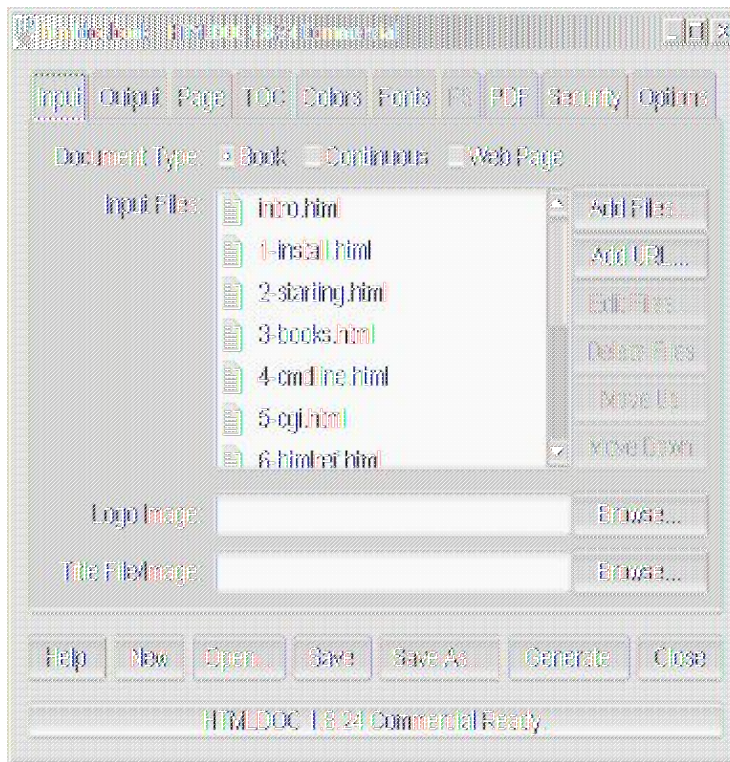 HTMLDOC 1.8.24 Commercial
Input Output Page TOC Colors Fonts PS PDF Security Options
Document Type: Book Continuous Web Page
Input Files:
intro.html
1-install.html
2-starting.html
3-books.html
4-cmdline.html
5-cgi.html
6-htmlref.html
Add Files...
Add URL...
Edit Files...
Delete Files
Move Up
Move Down
Logo Image: Browse...
Title File/Image: Browse...
Help New Open... Save Save As... Generate Close
HTMLDOC 1.8.24 Commercial Ready.